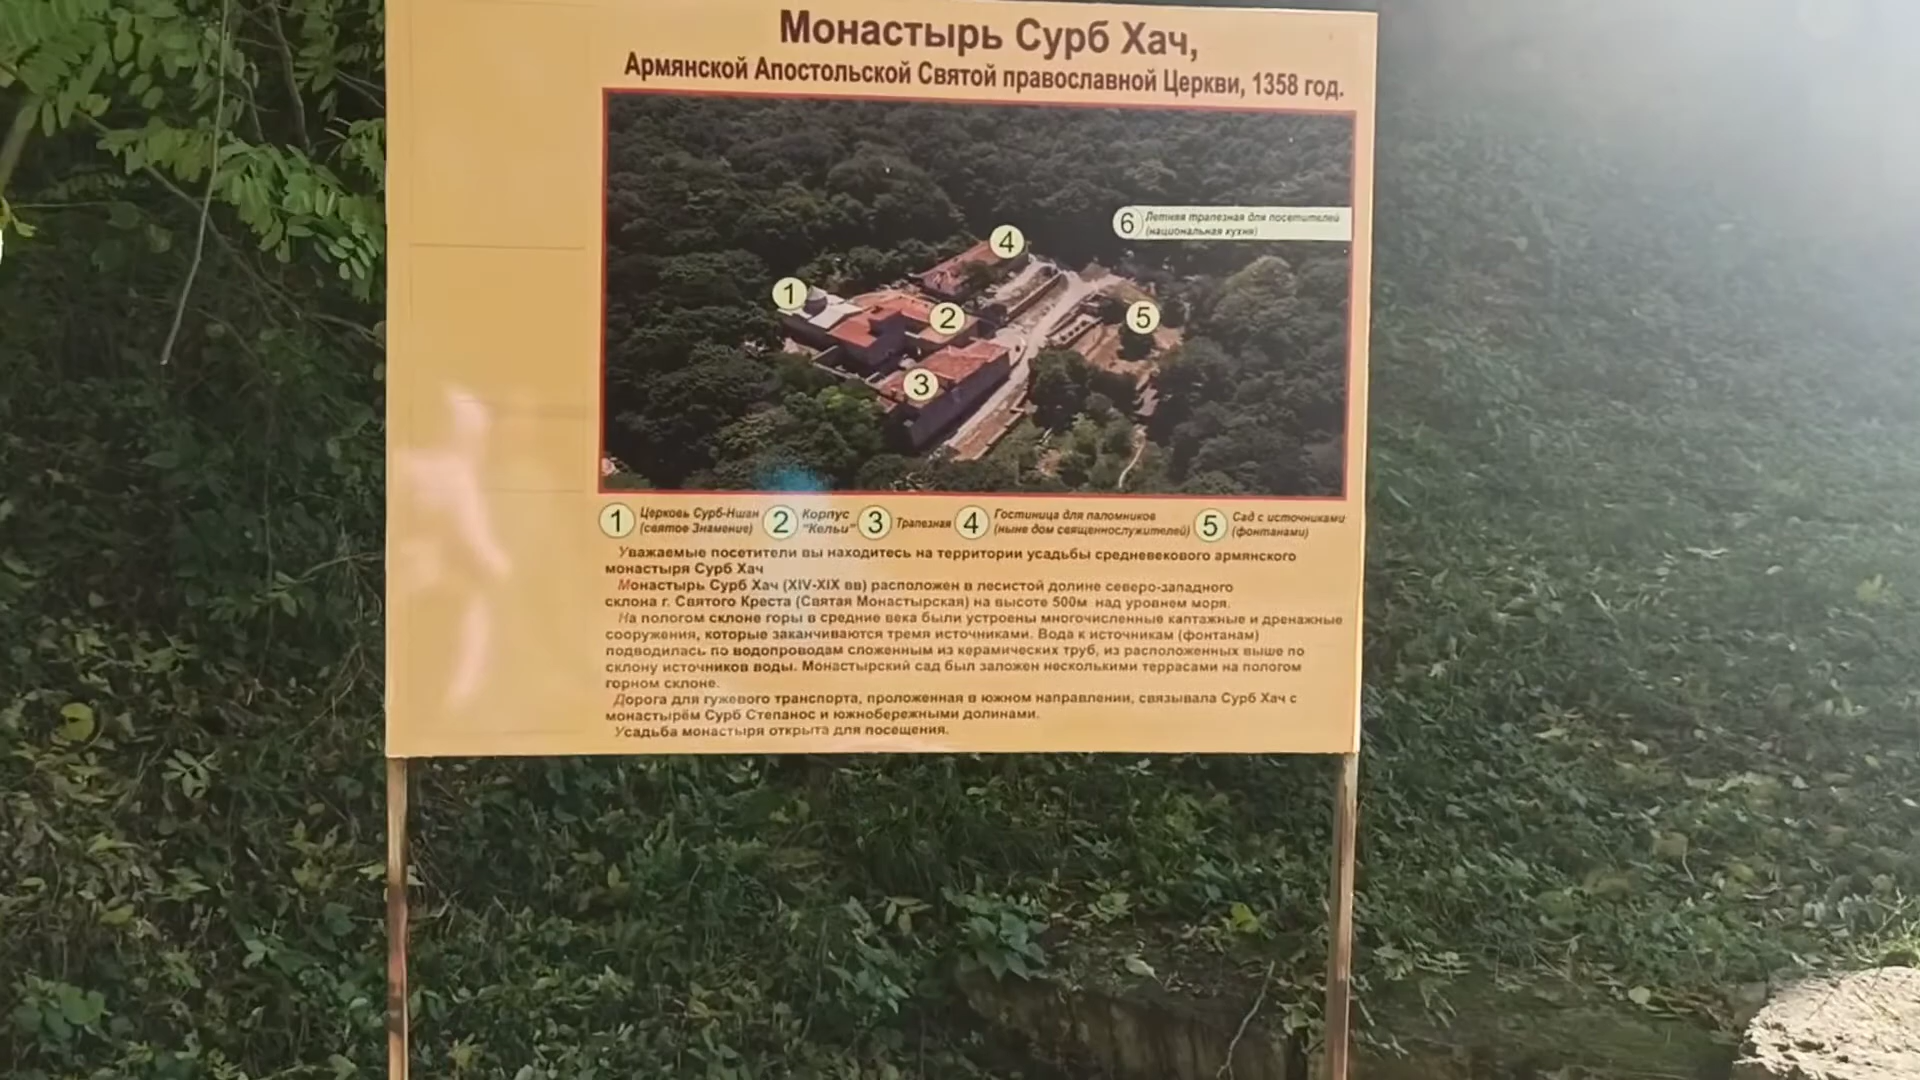 Монастырь Сурб Хач,
Армянской Апостольской Святой православной Церкви, 1358 год.
6 Летняя трапезная для посетителей
(национальная кухня)
4
1
2
5
3
1 Церковь Сурб-Ншан
(святое Знамение)
2 Корпус
"Кельи"
3 Трапезная
4 Гостиница для паломников
(ныне дом священнослужителей)
5 Сад с источниками
(фонтанами)
Уважаемые посетители вы находитесь на территории усадьбы средневекового армянского
монастыря Сурб Хач
Монастырь Сурб Хач (XIV-XIX вв) расположен в лесистой долине северо-западного
склона г. Святого Креста (Святая Монастырская) на высоте 500м над уровнем моря.
На пологом склоне горы в средние века были устроены многочисленные каптажные и дренажные
сооружения, которые заканчиваются тремя источниками. Вода к источникам (фонтанам)
подводилась по водопроводам сложенным из керамических труб, из расположенных выше по
склону источников воды. Монастырский сад был заложен несколькими террасами на пологом
горном склоне.
Дорога для гужевого транспорта, проложенная в южном направлении, связывала Сурб Хач с
монастырём Сурб Степанос и южнобережными долинами.
Усадьба монастыря открыта для посещения.